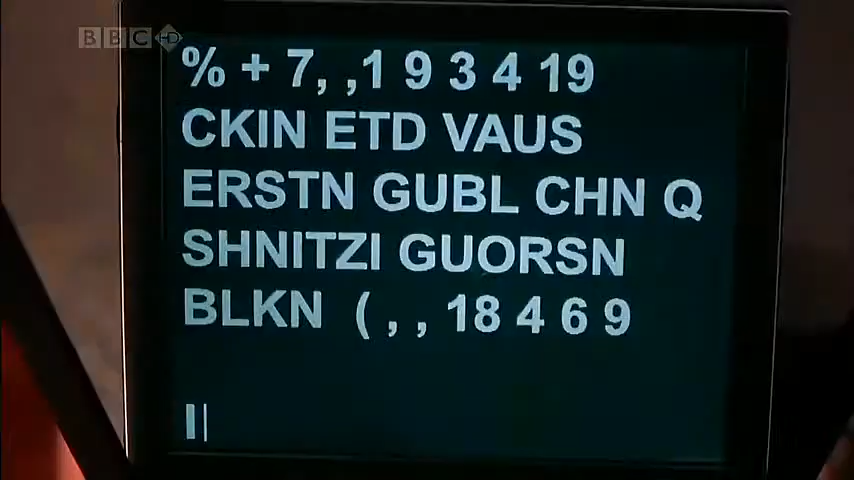 BBC HD
% + 7, ,1 9 3 4 19
CKIN ETD VAUS
ERSTN GUBL CHN Q
SHNITZI GUORSN
BLKN ( , , 18 4 6 9